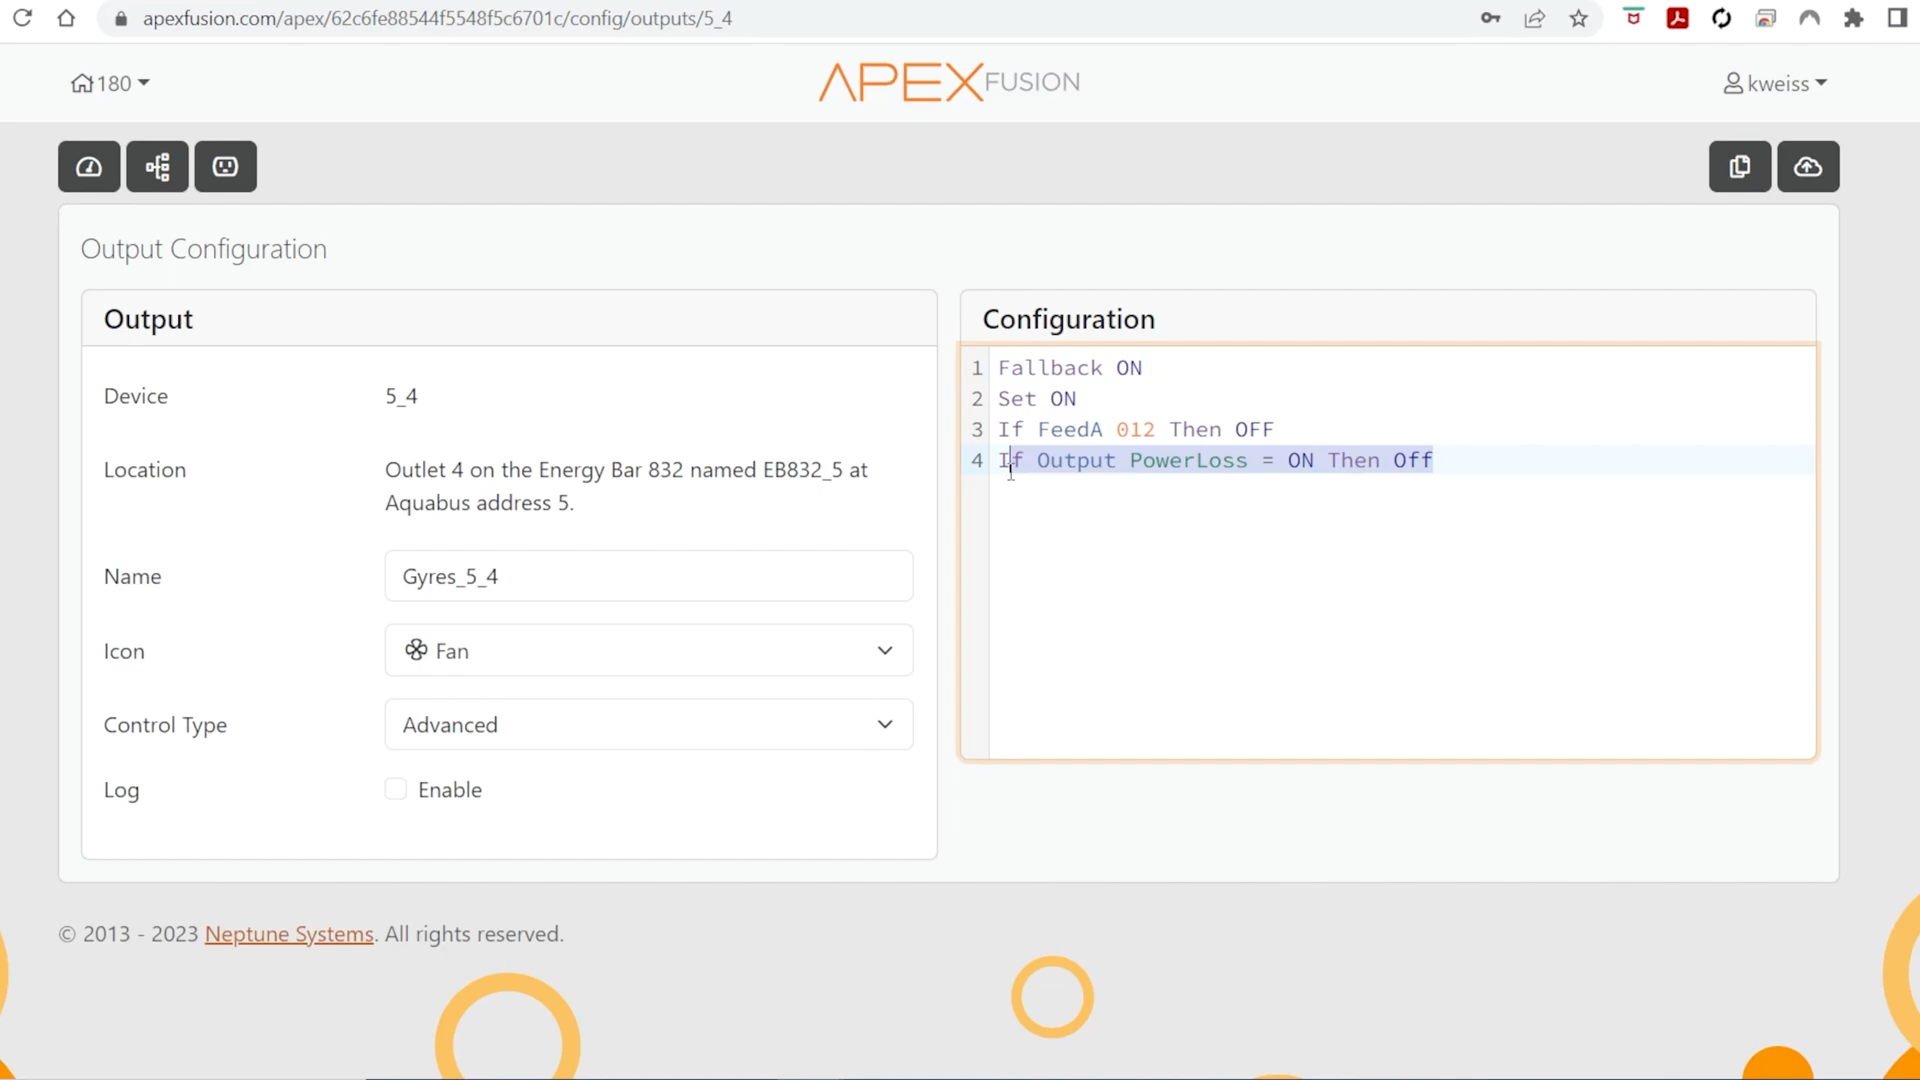 apexfusion.com/apex/62c6fe88544f5548f5c6701c/config/outputs/5_4
180
APEX FUSION
kweiss
Output Configuration
Output
Device
5_4
Location
Outlet 4 on the Energy Bar 832 named EB832_5 at
Aquabus address 5.
Name
Gyres_5_4
Icon
Fan
Control Type
Advanced
Log
Enable
Configuration
1 Fallback ON
2 Set ON
3 If FeedA 012 Then OFF
4 If Output PowerLoss = ON Then Off
© 2013 - 2023 Neptune Systems. All rights reserved.